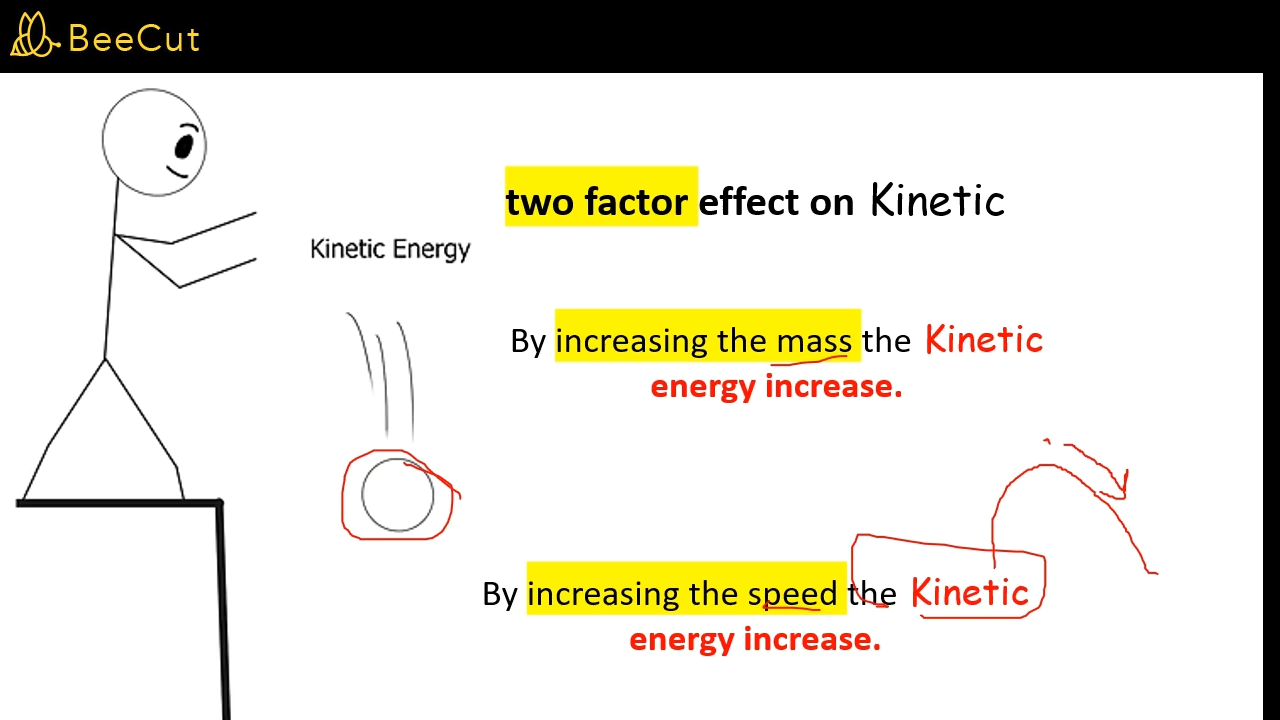 BeeCut
two factor effect on Kinetic
Kinetic Energy
By increasing the mass the Kinetic
energy increase.
By increasing the speed the Kinetic
energy increase.